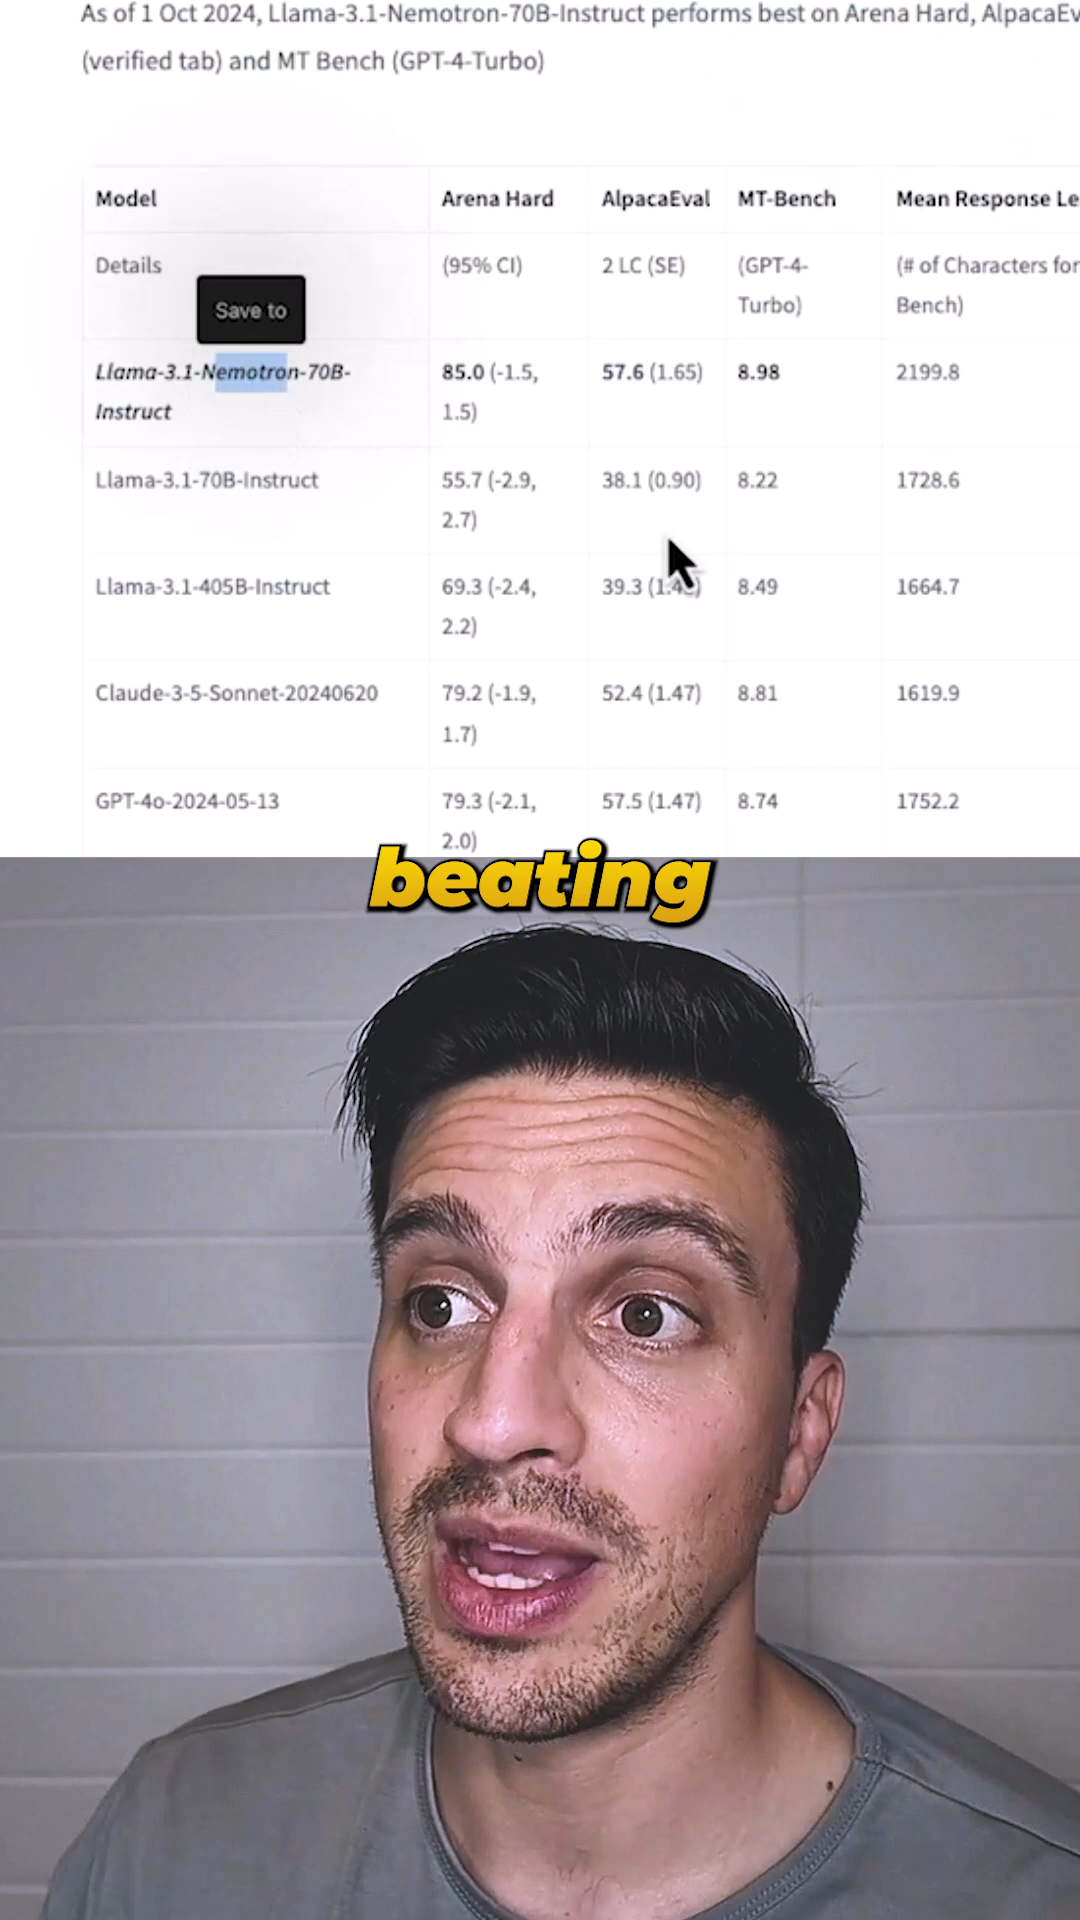 As of 1 Oct 2024, Llama-3.1-Nemotron-70B-Instruct performs best on Arena Hard, AlpacaEv
(verified tab) and MT Bench (GPT-4-Turbo)
Model Arena Hard AlpacaEval MT-Bench Mean Response Le
Details (95% CI) 2 LC (SE) (GPT-4- (# of Characters for
Turbo) Bench)
Save to
Llama-3.1-Nemotron-70B- 85.0 (-1.5, 57.6 (1.65) 8.98 2199.8
Instruct 1.5)
Llama-3.1-70B-Instruct 55.7 (-2.9, 38.1 (0.90) 8.22 1728.6
2.7)
Llama-3.1-405B-Instruct 69.3 (-2.4, 39.3 8.49 1664.7
2.2)
Claude-3-5-Sonnet-20240620 79.2 (-1.9, 52.4 (1.47) 8.81 1619.9
1.7)
GPT-4o-2024-05-13 79.3 (-2.1, 57.5 (1.47) 8.74 1752.2
2.0)
beating